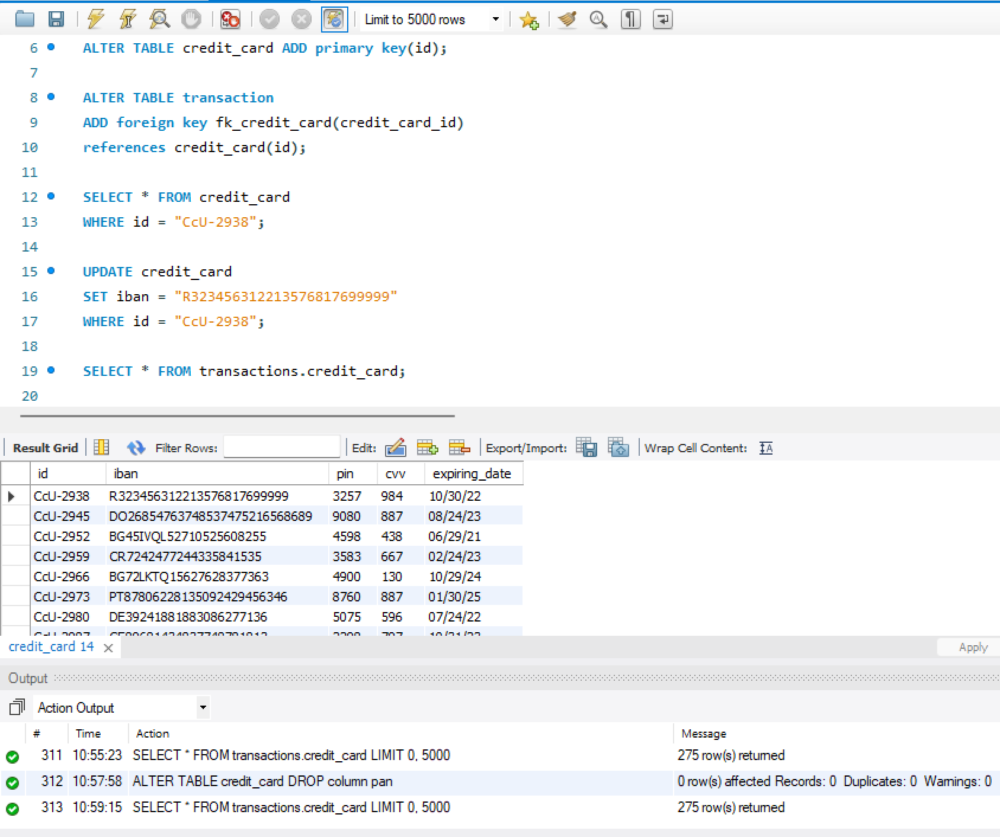 Limit to 5000 rows
6 ALTER TABLE credit_card ADD primary key(id);
7
8 ALTER TABLE transaction
9 ADD foreign key fk_credit_card(credit_card_id)
10 references credit_card(id);
11
12 SELECT * FROM credit_card
13 WHERE id = "CcU-2938";
14
15 UPDATE credit_card
16 SET iban = "R323456312213576817699999"
17 WHERE id = "CcU-2938";
18
19 SELECT * FROM transactions.credit_card;
20
Result Grid Filter Rows: Edit: Export/Import: Wrap Cell Content:
id iban pin cvv expiring_date
CcU-2938 R323456312213576817699999 3257 984 10/30/22
CcU-2945 DO26854763748537475216568689 9080 887 08/24/23
CcU-2952 BG45IVQL52710525608255 4598 438 06/29/21
CcU-2959 CR7242477244335841535 3583 667 02/24/23
CcU-2966 BG72LKTQ15627628377363 4900 130 10/29/24
CcU-2973 PT87806228135092429456346 8760 887 01/30/25
CcU-2980 DE39241881883086277136 5075 596 07/24/22
credit_card 14 Apply
Output
Action Output
# Time Action Message
311 10:55:23 SELECT * FROM transactions.credit_card LIMIT 0, 5000 275 row(s) returned
312 10:57:58 ALTER TABLE credit_card DROP column pan 0 row(s) affected Records: 0 Duplicates: 0 Warnings: 0
313 10:59:15 SELECT * FROM transactions.credit_card LIMIT 0, 5000 275 row(s) returned